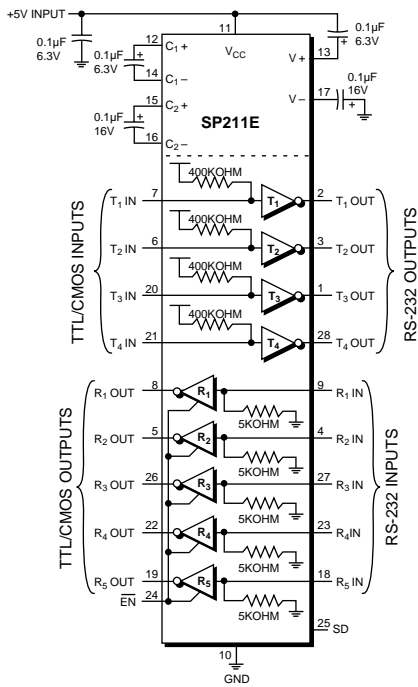 +5V INPUT
11
VCC
0.1µF
6.3V
12
C1 +
0.1µF
6.3V
14
C1 –
15
C2 +
0.1µF
16V
16
C2 –
V +
13
0.1µF
6.3V
V –
17
0.1µF
16V
SP211E
TTL/CMOS INPUTS
RS-232 OUTPUTS
400KOHM
T1 IN 7 T1 2 T1 OUT
400KOHM
T2 IN 6 T2 3 T2 OUT
400KOHM
T3 IN 20 T3 1 T3 OUT
400KOHM
T4 IN 21 T4 28 T4 OUT
TTL/CMOS OUTPUTS
RS-232 INPUTS
R1 OUT 8 R1 9 R1 IN
5KOHM
R2 OUT 5 R2 4 R2 IN
5KOHM
R3 OUT 26 R3 27 R3 IN
5KOHM
R4 OUT 22 R4 23 R4IN
5KOHM
R5 OUT 19 R5 18 R5 IN
5KOHM
EN 24
25 SD
10
GND